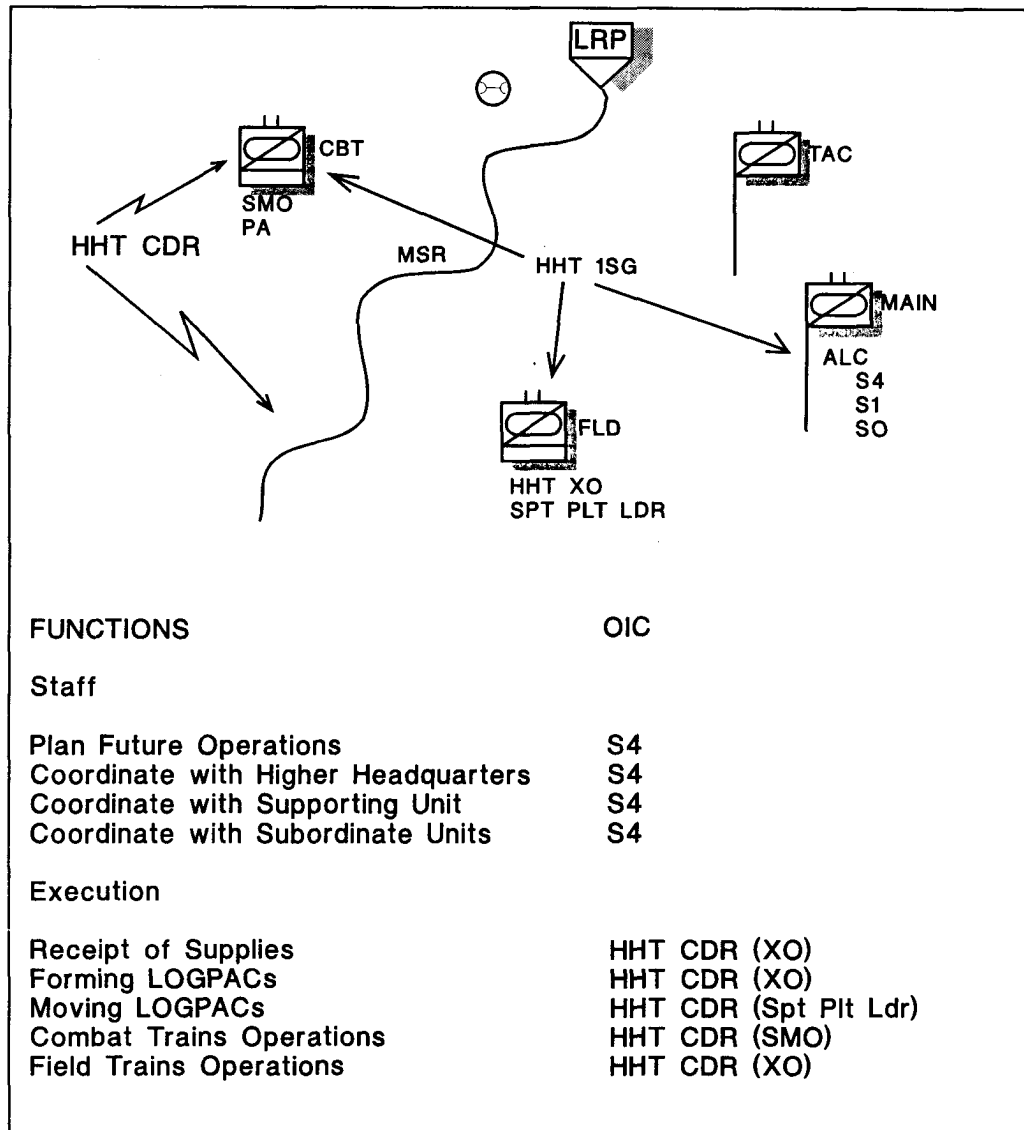 LRP
CBT
TAC
SMO
PA
HHT CDR
MSR
HHT 1SG
MAIN
ALC
S4
S1
SO
FLD
HHT XO
SPT PLT LDR
FUNCTIONS OIC
Staff
Plan Future Operations S4
Coordinate with Higher Headquarters S4
Coordinate with Supporting Unit S4
Coordinate with Subordinate Units S4
Execution
Receipt of Supplies HHT CDR (XO)
Forming LOGPACs HHT CDR (XO)
Moving LOGPACs HHT CDR (Spt Plt Ldr)
Combat Trains Operations HHT CDR (SMO)
Field Trains Operations HHT CDR (XO)